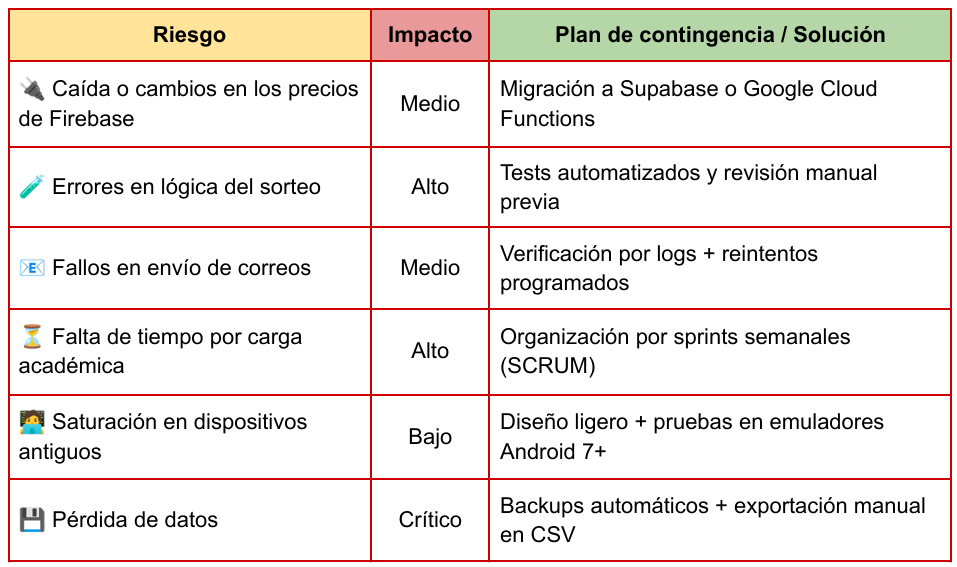 Riesgo
Impacto
Plan de contingencia / Solución
🔌 Caída o cambios en los precios
de Firebase
Medio
Migración a Supabase o Google Cloud
Functions
🧪 Errores en lógica del sorteo
Alto
Tests automatizados y revisión manual
previa
📧 Fallos en envío de correos
Medio
Verificación por logs + reintentos
programados
⏳ Falta de tiempo por carga
académica
Alto
Organización por sprints semanales
(SCRUM)
🧑‍💻 Saturación en dispositivos
antiguos
Bajo
Diseño ligero + pruebas en emuladores
Android 7+
💾 Pérdida de datos
Crítico
Backups automáticos + exportación manual
en CSV